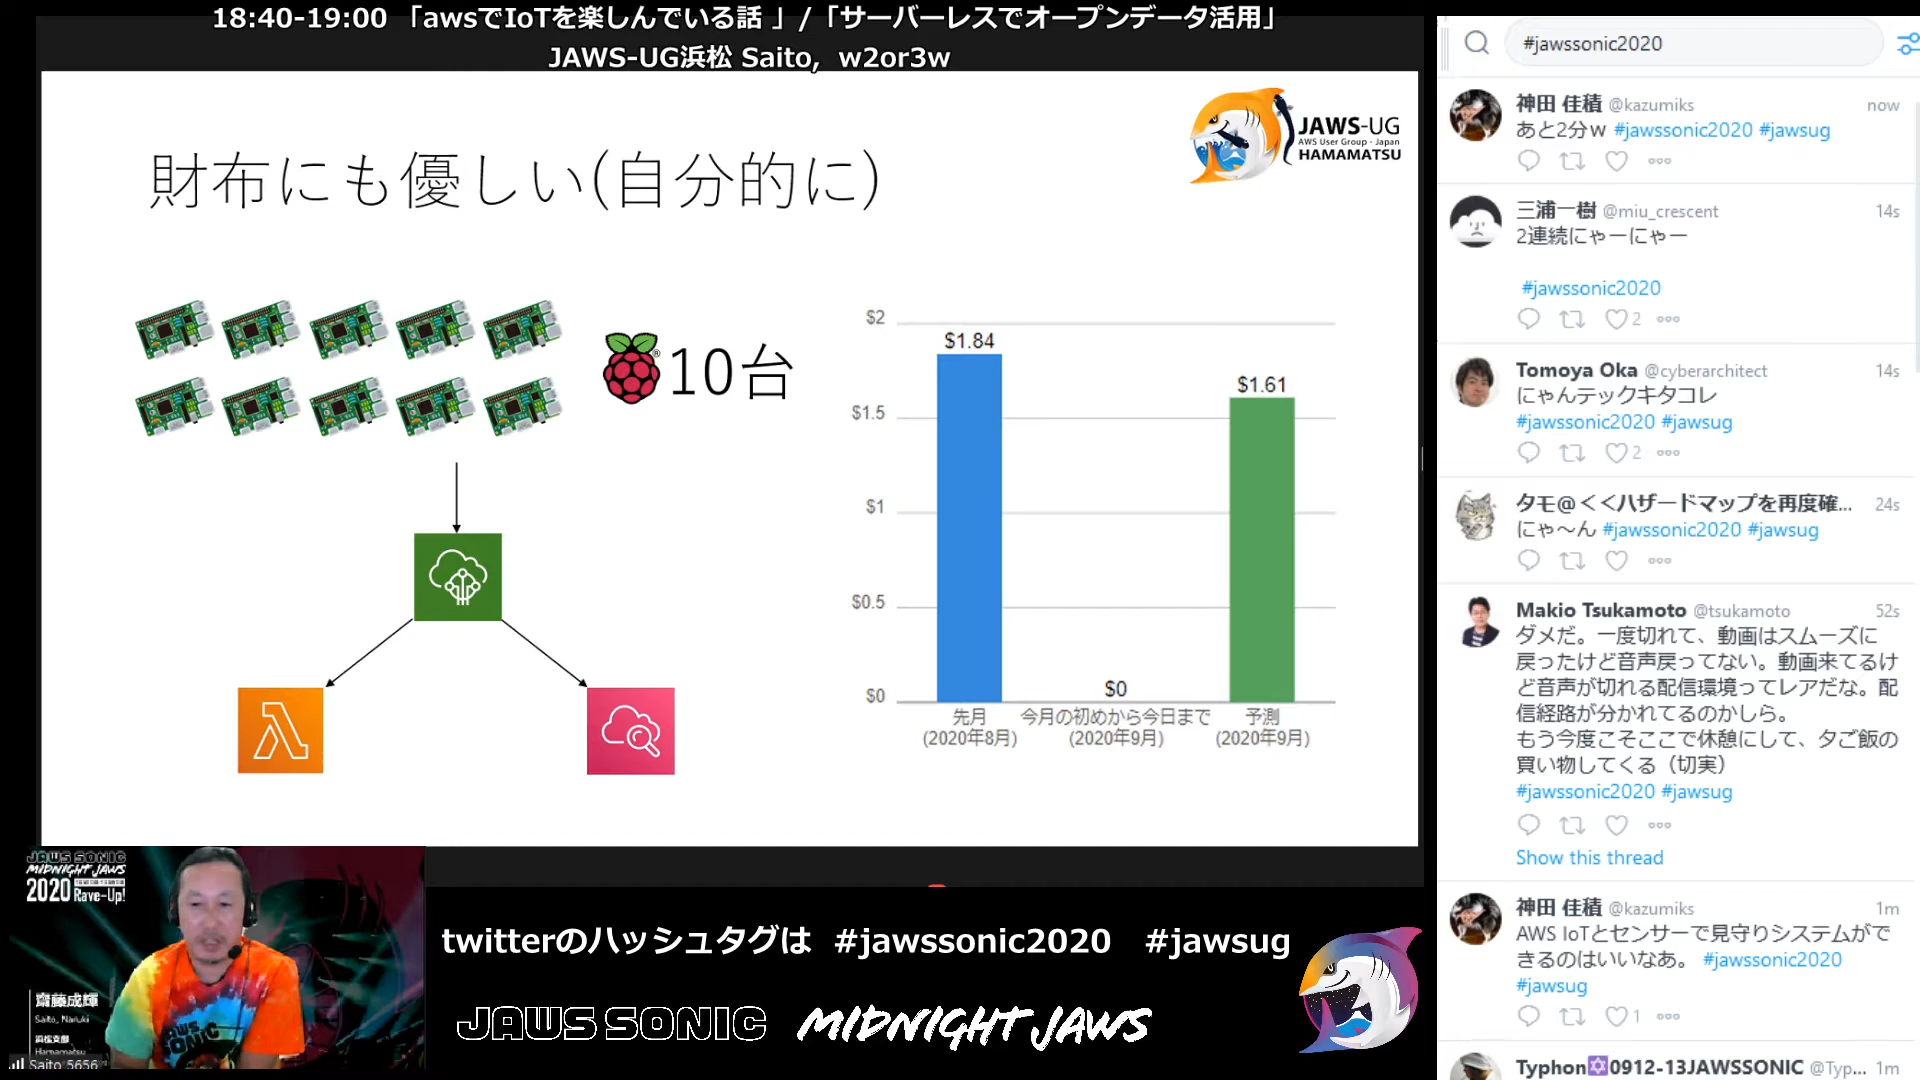 18:40-19:00 「awsでIoTを楽しんでいる話 」/「サーバーレスでオープンデータ活用」
JAWS-UG浜松 Saito, w2or3w
財布にも優しい(自分的に)
JAWS-UG
AWS User Group - Japan
HAMAMATSU
10台
$2
$1.5
$1
$0.5
$0
$1.84
$0
$1.61
先月
(2020年8月)
今月の初めから今日まで
(2020年9月)
予測
(2020年9月)
JAWS SONIC
MIDNIGHT JAWS
2020 Rave-Up!
齋藤成輝
Saito, Naruki
浜松支部
Hamamatsu
Saito 5656
twitterのハッシュタグは #jawssonic2020 #jawsug
JAWS SONIC MIDNIGHT JAWS
#jawssonic2020
神田 佳積 @kazumiks now
あと2分w #jawssonic2020 #jawsug
三浦一樹 @miu_crescent 14s
2連続にゃーにゃー
#jawssonic2020
2
Tomoya Oka @cyberarchitect 14s
にゃんテックキタコレ
#jawssonic2020 #jawsug
2
タモ@<<ハザードマップを再度確... 24s
にゃ～ん #jawssonic2020 #jawsug
Makio Tsukamoto @tsukamoto 52s
ダメだ。一度切れて、動画はスムーズに
戻ったけど音声戻ってない。動画来てるけ
ど音声が切れる配信環境ってレアだな。配
信経路が分かれてるのかしら。
もう今度こそここで休憩にして、夕ご飯の
買い物してくる（切実）
#jawssonic2020 #jawsug
Show this thread
神田 佳積 @kazumiks 1m
AWS IoTとセンサーで見守りシステムがで
きるのはいいなあ。 #jawssonic2020
#jawsug
1
Typhon🔯0912-13JAWSSONIC @Typ... 1m